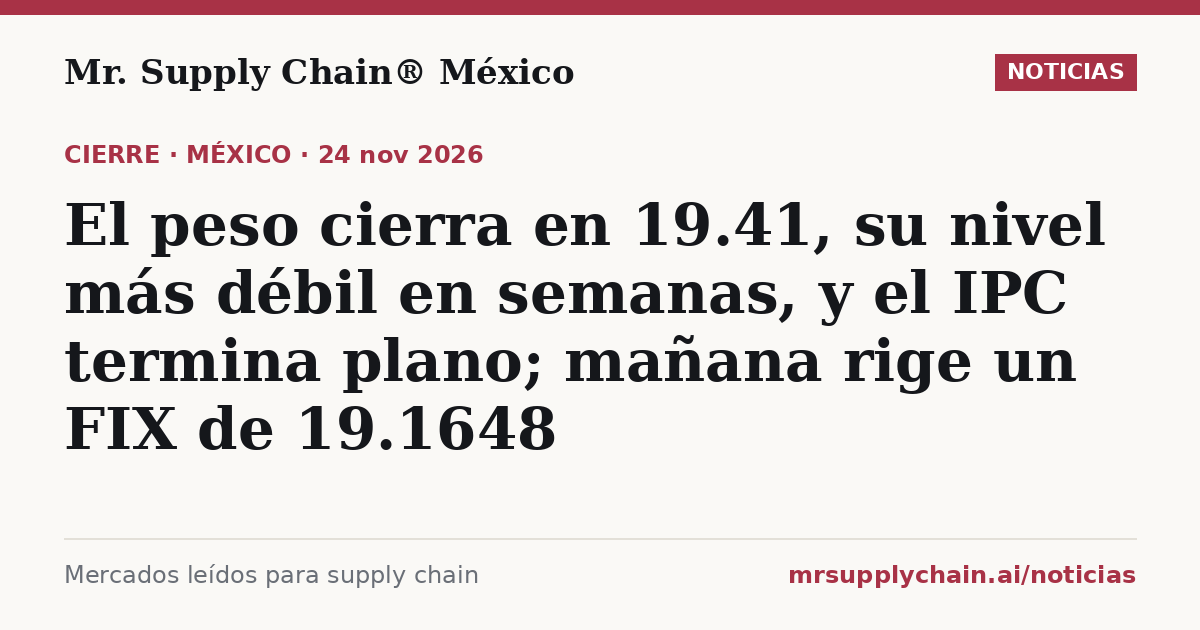 Mr. Supply Chain® México
NOTICIAS
CIERRE · MÉXICO · 24 nov 2026
El peso cierra en 19.41, su nivel
más débil en semanas, y el IPC
termina plano; mañana rige un
FIX de 19.1648
Mercados leídos para supply chain
mrsupplychain.ai/noticias